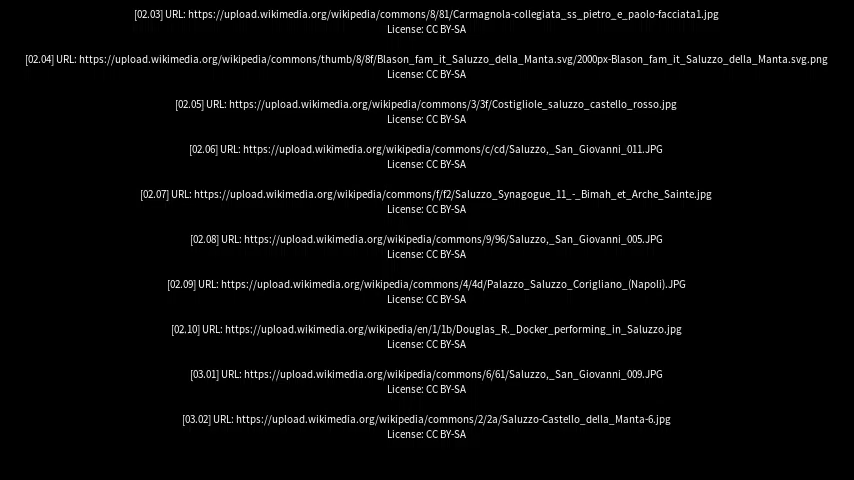 [02.03] URL: https://upload.wikimedia.org/wikipedia/commons/8/81/Carmagnola-collegiata_ss_pietro_e_paolo-facciata1.jpg
License: CC BY-SA
[02.04] URL: https://upload.wikimedia.org/wikipedia/commons/thumb/8/8f/Blason_fam_it_Saluzzo_della_Manta.svg/2000px-Blason_fam_it_Saluzzo_della_Manta.svg.png
License: CC BY-SA
[02.05] URL: https://upload.wikimedia.org/wikipedia/commons/3/3f/Costigliole_saluzzo_castello_rosso.jpg
License: CC BY-SA
[02.06] URL: https://upload.wikimedia.org/wikipedia/commons/c/cd/Saluzzo,_San_Giovanni_011.JPG
License: CC BY-SA
[02.07] URL: https://upload.wikimedia.org/wikipedia/commons/f/f2/Saluzzo_Synagogue_11_-_Bimah_et_Arche_Sainte.jpg
License: CC BY-SA
[02.08] URL: https://upload.wikimedia.org/wikipedia/commons/9/96/Saluzzo,_San_Giovanni_005.JPG
License: CC BY-SA
[02.09] URL: https://upload.wikimedia.org/wikipedia/commons/4/4d/Palazzo_Saluzzo_Corigliano_(Napoli).JPG
License: CC BY-SA
[02.10] URL: https://upload.wikimedia.org/wikipedia/en/1/1b/Douglas_R._Docker_performing_in_Saluzzo.jpg
License: CC BY-SA
[03.01] URL: https://upload.wikimedia.org/wikipedia/commons/6/61/Saluzzo,_San_Giovanni_009.JPG
License: CC BY-SA
[03.02] URL: https://upload.wikimedia.org/wikipedia/commons/2/2a/Saluzzo-Castello_della_Manta-6.jpg
License: CC BY-SA